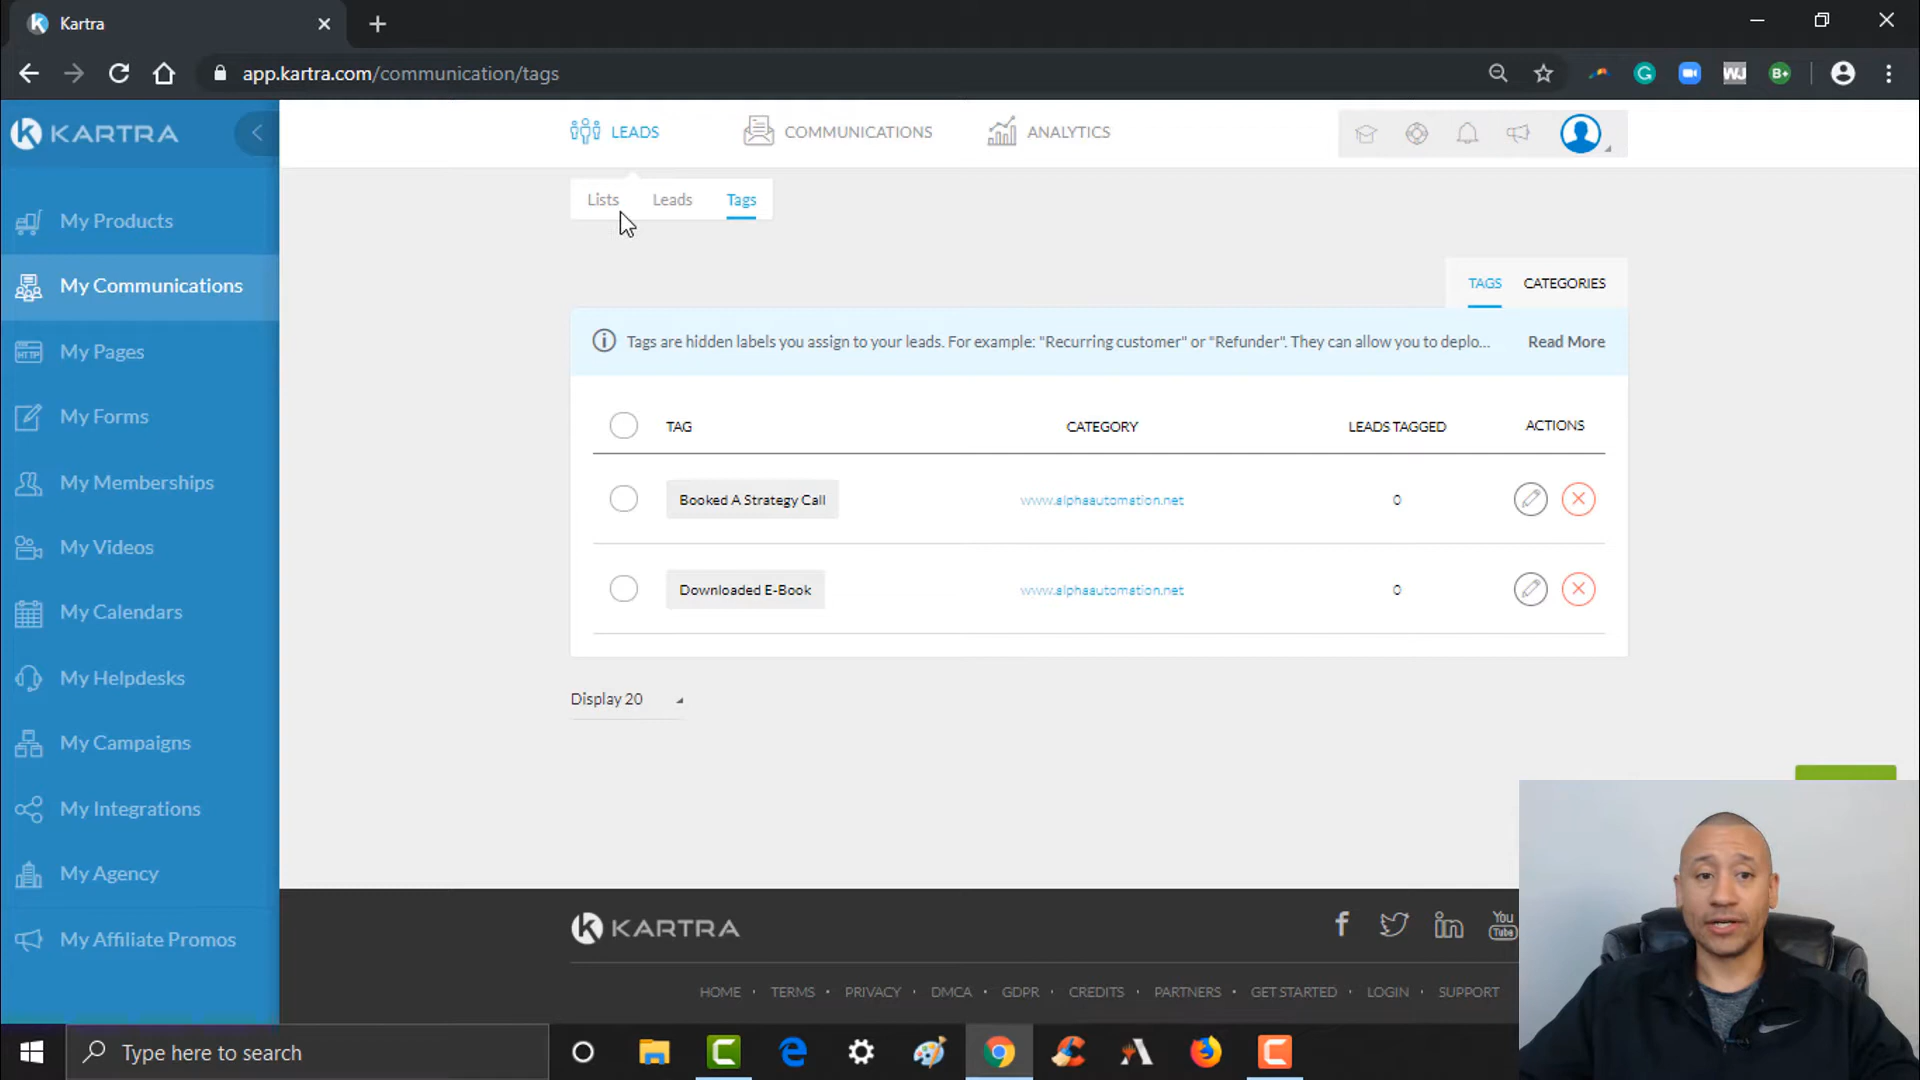 Kartra
app.kartra.com/communication/tags
WJ
B+
KARTRA
LEADS
COMMUNICATIONS
ANALYTICS
Lists
Leads
Tags
My Products
My Communications
My Pages
My Forms
My Memberships
My Videos
My Calendars
My Helpdesks
My Campaigns
My Integrations
My Agency
My Affiliate Promos
HTTP
TAGS
CATEGORIES
Tags are hidden labels you assign to your leads. For example: "Recurring customer" or "Refunder". They can allow you to deplo...
Read More
TAG
CATEGORY
LEADS TAGGED
ACTIONS
Booked A Strategy Call
www.alphaautomation.net
0
Downloaded E-Book
www.alphaautomation.net
0
Display 20
KARTRA
You
Tube
HOME · TERMS · PRIVACY · DMCA · GDPR · CREDITS · PARTNERS · GET STARTED · LOGIN · SUPPORT
Type here to search